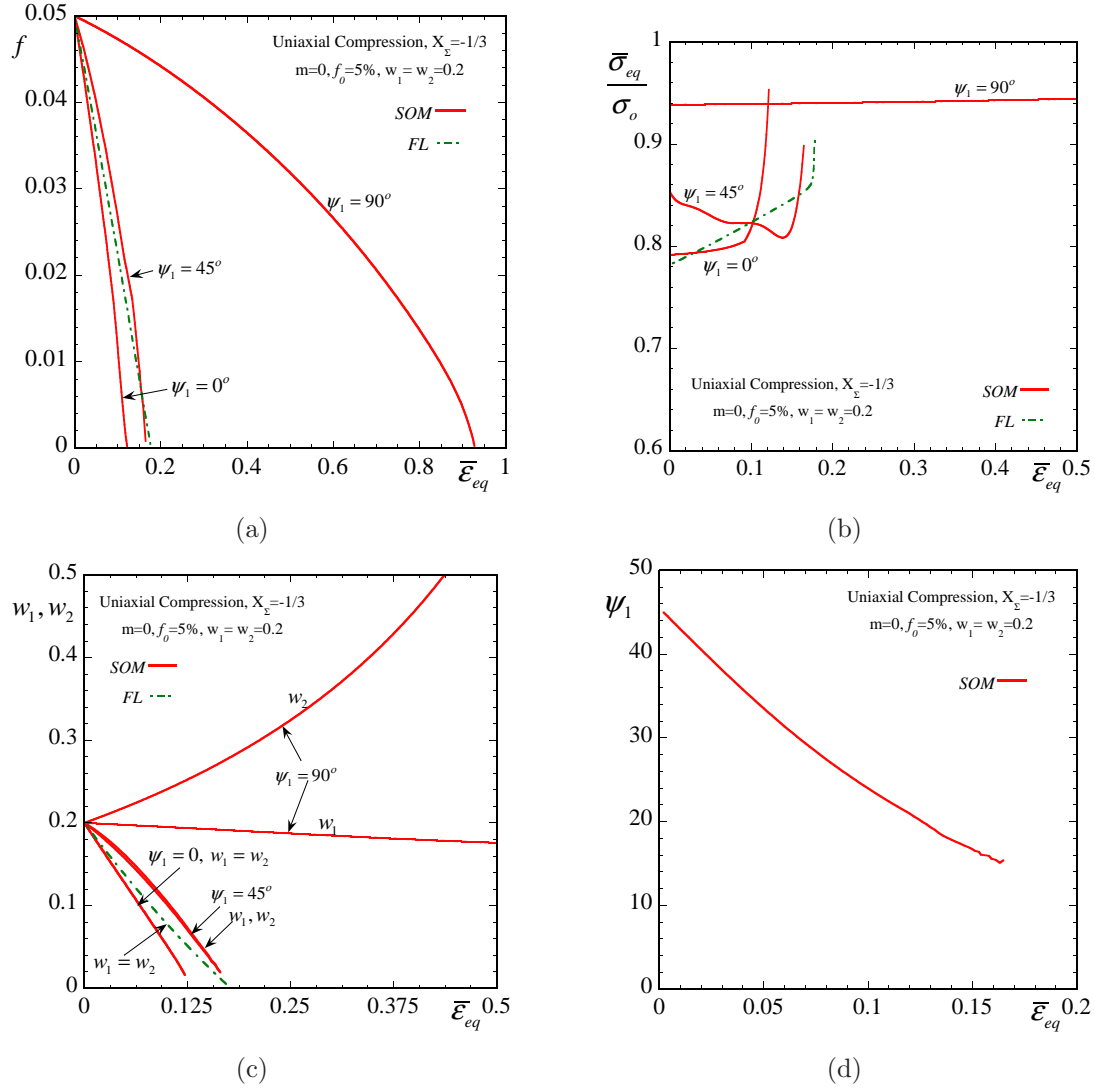 0.05
f
Uniaxial Compression, X_Σ=-1/3
m=0, f_0=5%, w_1= w_2=0.2
SOM
FL
0.04
0.03
ψ_1 = 90°
0.02
ψ_1 = 45°
0.01
ψ_1 = 0°
0
0 0.2 0.4 0.6 0.8 1
ε̅_eq
(a)
1
σ̅_eq
σ_o
ψ_1 = 90°
0.9
ψ_1 = 45°
0.8
ψ_1 = 0°
0.7
Uniaxial Compression, X_Σ=-1/3
m=0, f_0=5%, w_1= w_2=0.2
SOM
FL
0.6
0 0.1 0.2 0.3 0.4 0.5
ε̅_eq
(b)
0.5
w_1, w_2
Uniaxial Compression, X_Σ=-1/3
m=0, f_0=5%, w_1= w_2=0.2
SOM
FL
0.4
w_2
0.3
ψ_1 = 90°
0.2
w_1
ψ_1 = 0, w_1 = w_2
ψ_1 = 45°
w_1, w_2
0.1
w_1 = w_2
0
0 0.125 0.25 0.375 0.5
ε̅_eq
(c)
50
ψ_1
Uniaxial Compression, X_Σ=-1/3
m=0, f_0=5%, w_1= w_2=0.2
SOM
40
30
20
10
0
0 0.05 0.1 0.15 0.2
ε̅_eq
(d)